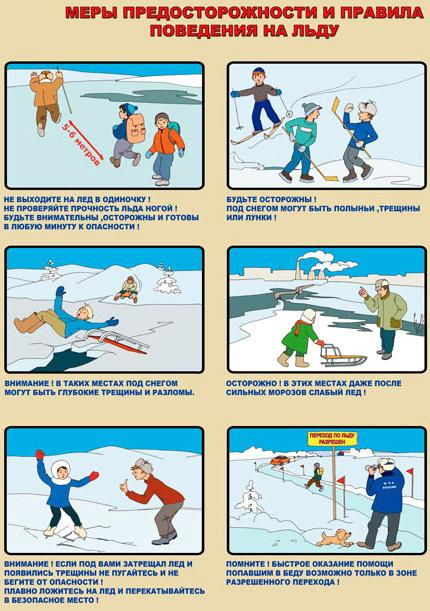 МЕРЫ ПРЕДОСТОРОЖНОСТИ И ПРАВИЛА
ПОВЕДЕНИЯ НА ЛЬДУ
5-6 метров
НЕ ВЫХОДИТЕ НА ЛЕД В ОДИНОЧКУ !
НЕ ПРОВЕРЯЙТЕ ПРОЧНОСТЬ ЛЬДА НОГОЙ !
БУДЬТЕ ВНИМАТЕЛЬНЫ ,ОСТОРОЖНЫ И ГОТОВЫ
В ЛЮБУЮ МИНУТУ К ОПАСНОСТИ !
БУДЬТЕ ОСТОРОЖНЫ !
ПОД СНЕГОМ МОГУТ БЫТЬ ПОЛЫНЬИ ,ТРЕЩИНЫ
ИЛИ ЛУНКИ !
ВНИМАНИЕ ! В ТАКИХ МЕСТАХ ПОД СНЕГОМ
МОГУТ БЫТЬ ГЛУБОКИЕ ТРЕЩИНЫ И РАЗЛОМЫ.
ОСТОРОЖНО ! В ЭТИХ МЕСТАХ ДАЖЕ ПОСЛЕ
СИЛЬНЫХ МОРОЗОВ СЛАБЫЙ ЛЕД !
ВНИМАНИЕ ! ЕСЛИ ПОД ВАМИ ЗАТРЕЩАЛ ЛЕД И
ПОЯВИЛИСЬ ТРЕЩИНЫ НЕ ПУГАЙТЕСЬ И НЕ
БЕГИТЕ ОТ ОПАСНОСТИ !
ПЛАВНО ЛОЖИТЕСЬ НА ЛЕД И ПЕРЕКАТЫВАЙТЕСЬ
В БЕЗОПАСНОЕ МЕСТО !
ПЕРЕХОД ПО ЛЬДУ
РАЗРЕШЕН
МЧС
РОССИИ
ПОМНИТЕ ! БЫСТРОЕ ОКАЗАНИЕ ПОМОЩИ
ПОПАВШИМ В БЕДУ ВОЗМОЖНО ТОЛЬКО В ЗОНЕ
РАЗРЕШЕННОГО ПЕРЕХОДА !